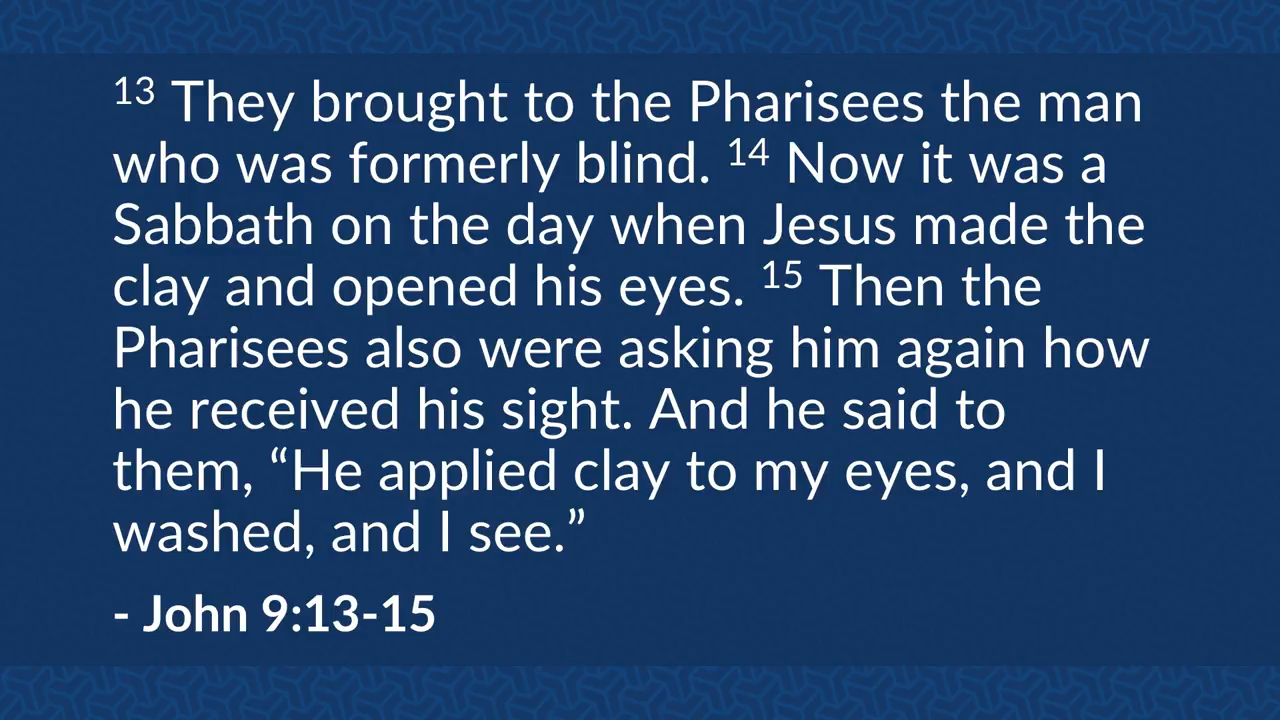 13 They brought to the Pharisees the man
who was formerly blind. 14 Now it was a
Sabbath on the day when Jesus made the
clay and opened his eyes. 15 Then the
Pharisees also were asking him again how
he received his sight. And he said to
them, “He applied clay to my eyes, and I
washed, and I see.”
- John 9:13-15